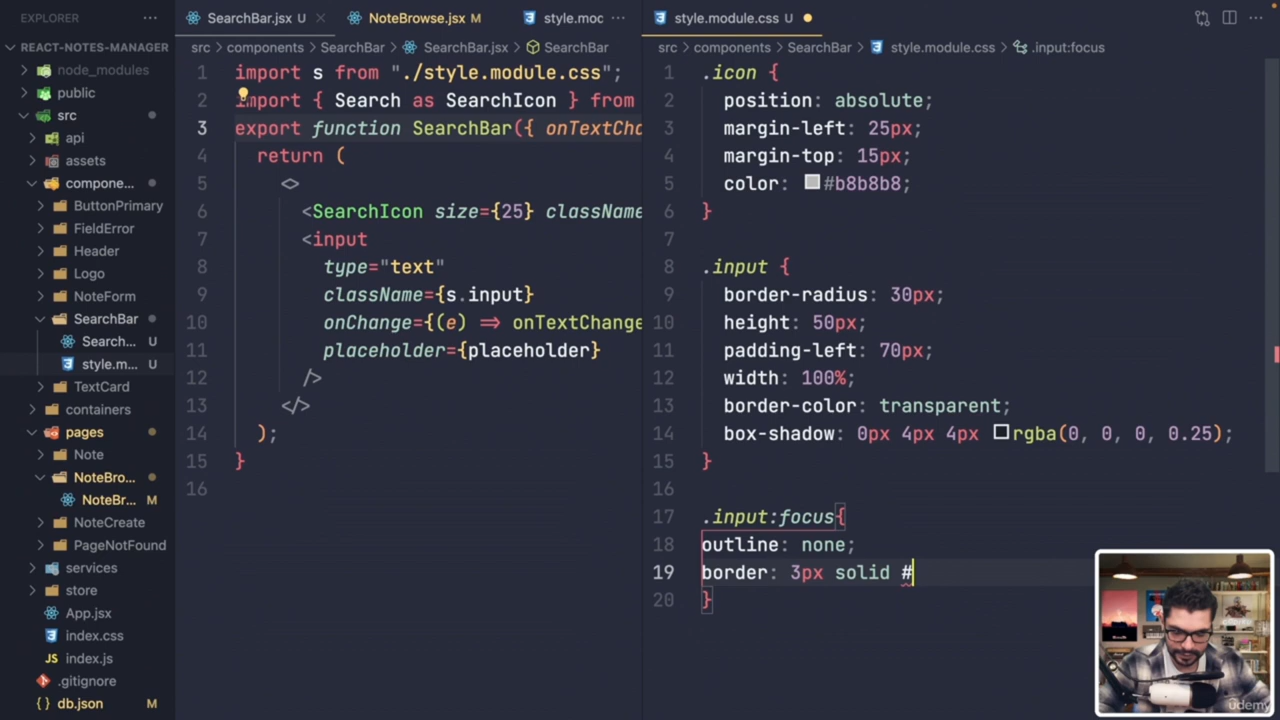 EXPLORER
REACT-NOTES-MANAGER
node_modules
public
src
api
assets
compone...
ButtonPrimary
FieldError
Header
Logo
NoteForm
SearchBar
Search... U
style.m... U
TextCard
containers
pages
Note
NoteBro...
NoteBr... M
NoteCreate
PageNotFound
services
store
App.jsx
index.css
JS index.js
.gitignore
{ } db.json M
SearchBar.jsx U
NoteBrowse.jsx M
style.moc
src > components > SearchBar > SearchBar.jsx > SearchBar
1 import s from "./style.module.css";
2 import { Search as SearchIcon } from
3 export function SearchBar({ onTextCha
4 return (
5 <>
6 <SearchIcon size={25} className
7 <input
8 type="text"
9 className={s.input}
10 onChange={(e) => onTextChange
11 placeholder={placeholder}
12 />
13 </>
14 );
15 }
16
style.module.css U
src > components > SearchBar > style.module.css > .input:focus
1 .icon {
2 position: absolute;
3 margin-left: 25px;
4 margin-top: 15px;
5 color: #b8b8b8;
6 }
7
8 .input {
9 border-radius: 30px;
10 height: 50px;
11 padding-left: 70px;
12 width: 100%;
13 border-color: transparent;
14 box-shadow: 0px 4px 4px rgba(0, 0, 0, 0.25);
15 }
16
17 .input:focus{
18 outline: none;
19 border: 3px solid #
20 }
udemy